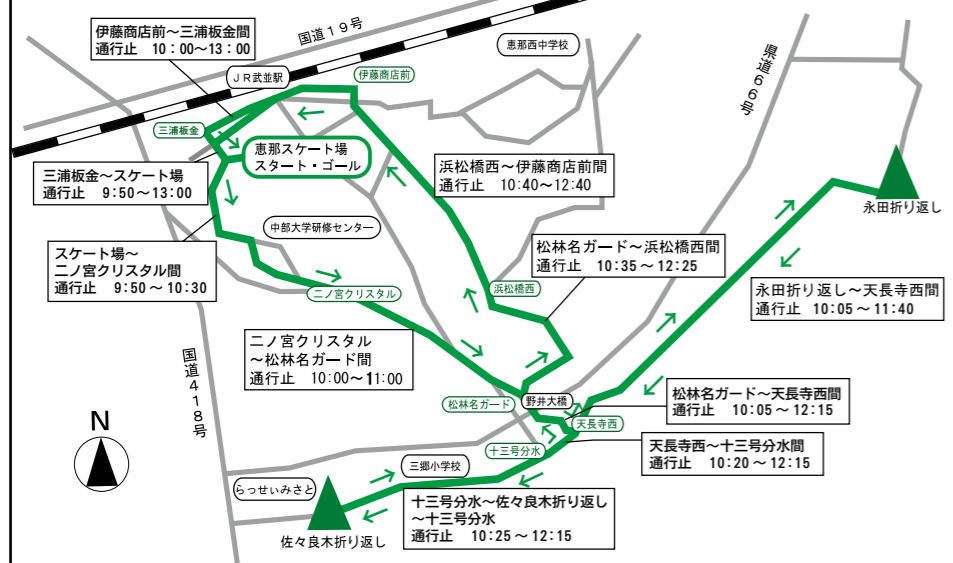 伊藤商店前～三浦板金間
通行止 10：00～13：00
国道19号
恵那西中学校
県道66号
JR武並駅
伊藤商店前
三浦板金
恵那スケート場
スタート・ゴール
三浦板金～スケート場
通行止 9:50～13:00
浜松橋西～伊藤商店前間
通行止 10:40～12:40
永田折り返し
中部大学研修センター
スケート場～
二ノ宮クリスタル間
通行止 9:50～10:30
松林名ガード～浜松橋西間
通行止 10:35～12:25
二ノ宮クリスタル
浜松橋西
永田折り返し～天長寺西間
通行止 10:05～11:40
二ノ宮クリスタル
～松林名ガード間
通行止 10:00～11:00
国道418号
松林名ガード
野井大橋
松林名ガード～天長寺西間
通行止 10:05～12:15
天長寺西
N
十三号分水
天長寺西～十三号分水間
通行止 10:20～12:15
三郷小学校
らっせぃみさと
十三号分水～佐々良木折り返し
～十三号分水
通行止 10:25～12:15
佐々良木折り返し